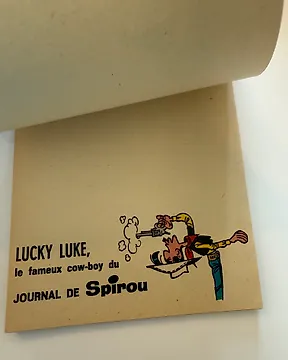 LUCKY LUKE,
le fameux cow-boy du
JOURNAL DE Spirou